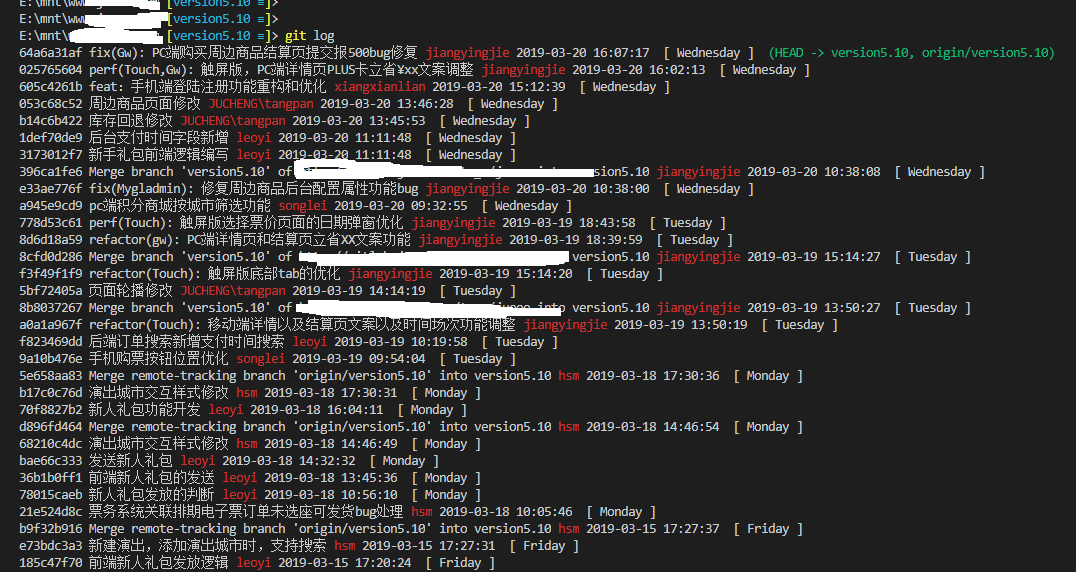 E:\mnt\ww [version5.10 ≡]>
E:\mnt\www [version5.10 ≡]>
E:\mnt\ [version5.10 ≡]> git log
64a6a31af fix(Gw): PC端购买周边商品结算页提交报500bug修复 jiangyingjie 2019-03-20 16:07:17 [ Wednesday ] (HEAD -> version5.10, origin/version5.10)
025765604 perf(Touch,Gw): 触屏版, PC端详情页PLUS卡立省¥xx文案调整 jiangyingjie 2019-03-20 16:02:13 [ Wednesday ]
605c4261b feat: 手机端登陆注册功能重构和优化 xiangxianlian 2019-03-20 15:12:39 [ Wednesday ]
053c68c52 周边商品页面修改 JUCHENG\tangpan 2019-03-20 13:46:28 [ Wednesday ]
b14c6b422 库存回退修改 JUCHENG\tangpan 2019-03-20 13:45:53 [ Wednesday ]
1def70de9 后台支付时间字段新增 leoyi 2019-03-20 11:11:48 [ Wednesday ]
3173012f7 新手礼包前端逻辑编写 leoyi 2019-03-20 11:11:48 [ Wednesday ]
396ca1fe6 Merge branch 'version5.10' of sion5.10 jiangyingjie 2019-03-20 10:38:08 [ Wednesday ]
e33ae776f fix(Mygladmin): 修复周边商品后台配置属性功能bug jiangyingjie 2019-03-20 10:38:00 [ Wednesday ]
a945e9cd9 pc端积分商城按城市筛选功能 songlei 2019-03-20 09:32:55 [ Wednesday ]
778d53c61 perf(Touch): 触屏版选择票价页面的日期弹窗优化 jiangyingjie 2019-03-19 18:43:58 [ Tuesday ]
8d6d18a59 refactor(gw): PC端详情页和结算页立省XX文案功能 jiangyingjie 2019-03-19 18:39:59 [ Tuesday ]
8cfd0d286 Merge branch 'version5.10' of version5.10 jiangyingjie 2019-03-19 15:14:27 [ Tuesday ]
f3f49f1f9 refactor(Touch): 触屏版底部tab的优化 jiangyingjie 2019-03-19 15:14:20 [ Tuesday ]
5bf72405a 页面轮播修改 JUCHENG\tangpan 2019-03-19 14:14:19 [ Tuesday ]
8b8037267 Merge branch 'version5.10' of into version5.10 jiangyingjie 2019-03-19 13:50:27 [ Tuesday ]
a0a1a967f refactor(Touch): 移动端详情以及结算页文案以及时间场次功能调整 jiangyingjie 2019-03-19 13:50:19 [ Tuesday ]
f823469dd 后端订单搜索新增支付时间搜索 leoyi 2019-03-19 10:19:58 [ Tuesday ]
9a10b476e 手机购票按钮位置优化 songlei 2019-03-19 09:54:04 [ Tuesday ]
5e658aa83 Merge remote-tracking branch 'origin/version5.10' into version5.10 hsm 2019-03-18 17:30:36 [ Monday ]
b17c0c76d 演出城市交互样式修改 hsm 2019-03-18 17:30:31 [ Monday ]
70f8827b2 新人礼包功能开发 leoyi 2019-03-18 16:04:11 [ Monday ]
d896fd464 Merge remote-tracking branch 'origin/version5.10' into version5.10 hsm 2019-03-18 14:46:54 [ Monday ]
68210c4dc 演出城市交互样式修改 hsm 2019-03-18 14:46:49 [ Monday ]
bae66c333 发送新人礼包 leoyi 2019-03-18 14:32:32 [ Monday ]
36b1b0ff1 前端新人礼包的发送 leoyi 2019-03-18 13:45:36 [ Monday ]
78015caeb 新人礼包发放的判断 leoyi 2019-03-18 10:56:10 [ Monday ]
21e524d8c 票务系统关联排期电子票订单未选座可发货bug处理 hsm 2019-03-18 10:05:46 [ Monday ]
b9f32b916 Merge remote-tracking branch 'origin/version5.10' into version5.10 hsm 2019-03-15 17:27:37 [ Friday ]
e73bdc3a3 新建演出, 添加演出城市时, 支持搜索 hsm 2019-03-15 17:27:31 [ Friday ]
185c47f70 前端新人礼包发放逻辑 leoyi 2019-03-15 17:20:24 [ Friday ]